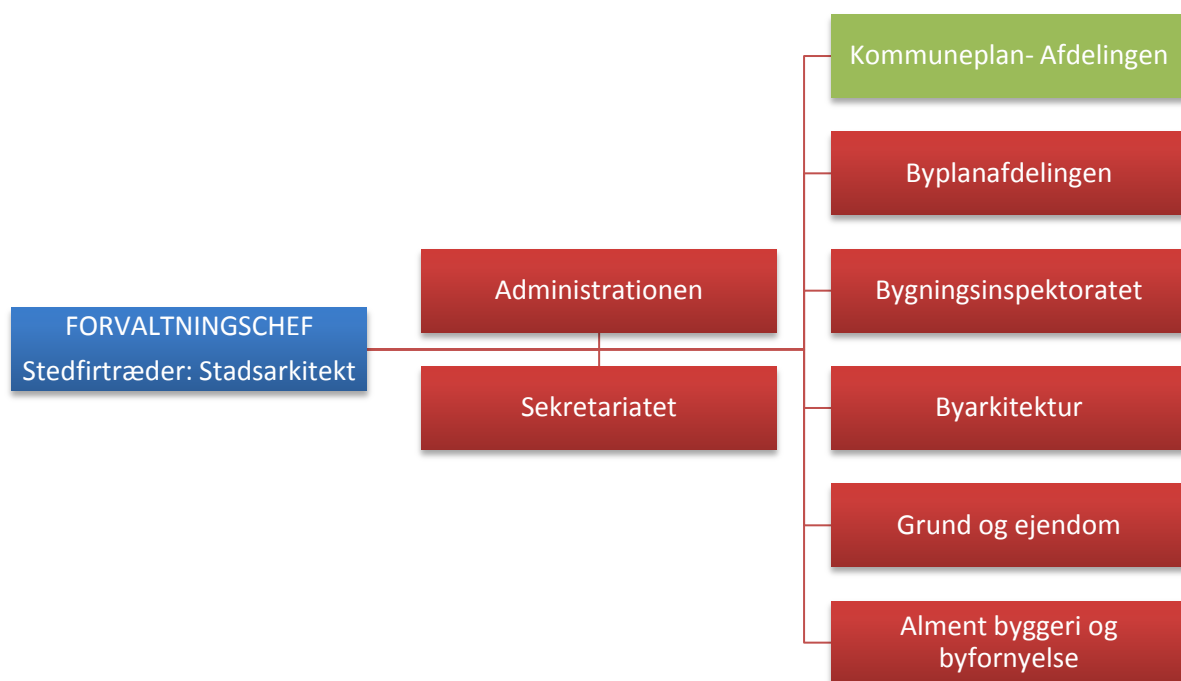 FORVALTNINGSCHEF
Stedfirtræder: Stadsarkitekt
Administrationen
Sekretariatet
Kommuneplan- Afdelingen
Byplanafdelingen
Bygningsinspektoratet
Byarkitektur
Grund og ejendom
Alment byggeri og
byfornyelse